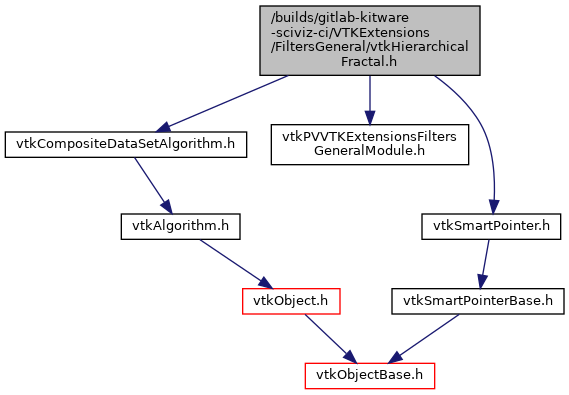 /builds/gitlab-kitware
-sciviz-ci/VTKExtensions
/FiltersGeneral/vtkHierarchical
Fractal.h
vtkCompositeDataSetAlgorithm.h
vtkPVVTKExtensionsFilters
GeneralModule.h
vtkAlgorithm.h
vtkSmartPointer.h
vtkObject.h
vtkSmartPointerBase.h
vtkObjectBase.h